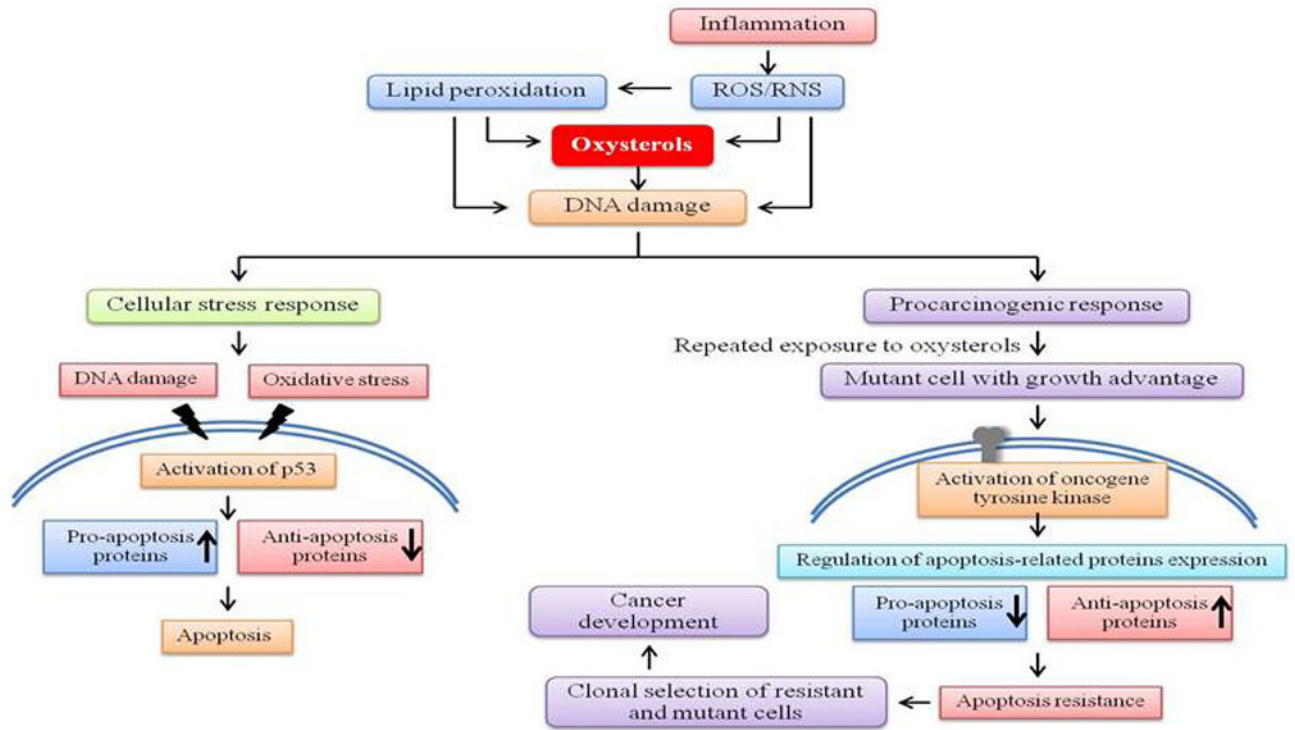 Inflammation
Lipid peroxidation
ROS/RNS
Oxysterols
DNA damage
Cellular stress response
Procarcinogenic response
Repeated exposure to oxysterols
DNA damage
Oxidative stress
Mutant cell with growth advantage
Activation of p53
Activation of oncogene
tyrosine kinase
Pro-apoptosis
proteins
Anti-apoptosis
proteins
Regulation of apoptosis-related proteins expression
Pro-apoptosis
proteins
Anti-apoptosis
proteins
Apoptosis
Cancer
development
Clonal selection of resistant
and mutant cells
Apoptosis resistance